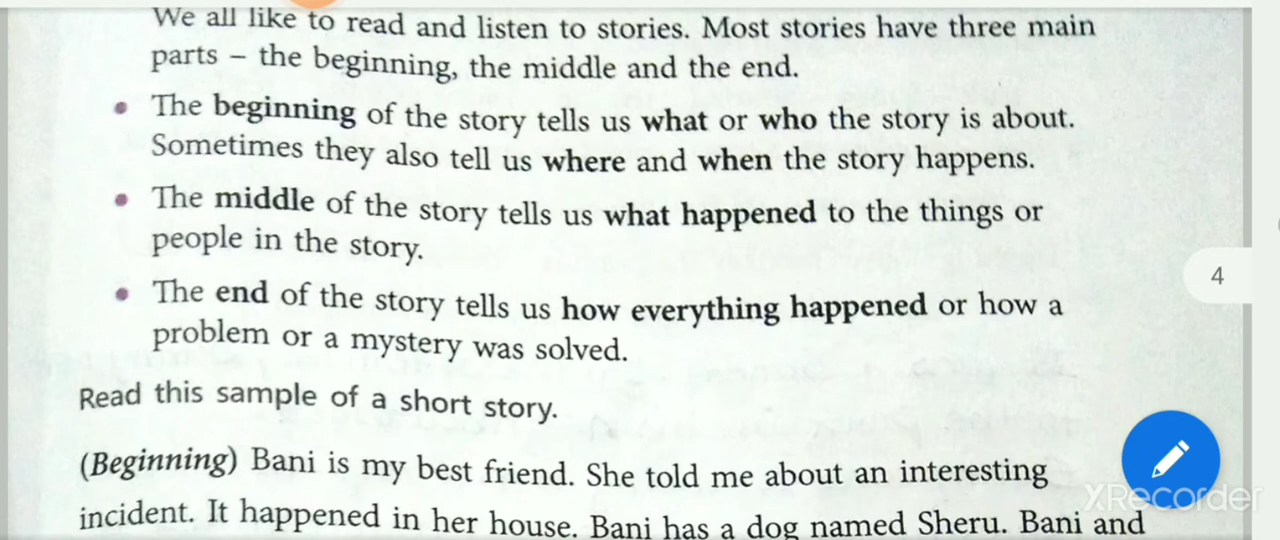 We all like to read and listen to stories. Most stories have three main
parts – the beginning, the middle and the end.
• The beginning of the story tells us what or who the story is about.
Sometimes they also tell us where and when the story happens.
• The middle of the story tells us what happened to the things or
people in the story.
• The end of the story tells us how everything happened or how a
problem or a mystery was solved.
Read this sample of a short story.
(Beginning) Bani is my best friend. She told me about an interesting
incident. It happened in her house. Bani has a dog named Sheru. Bani and
4
XRecorder